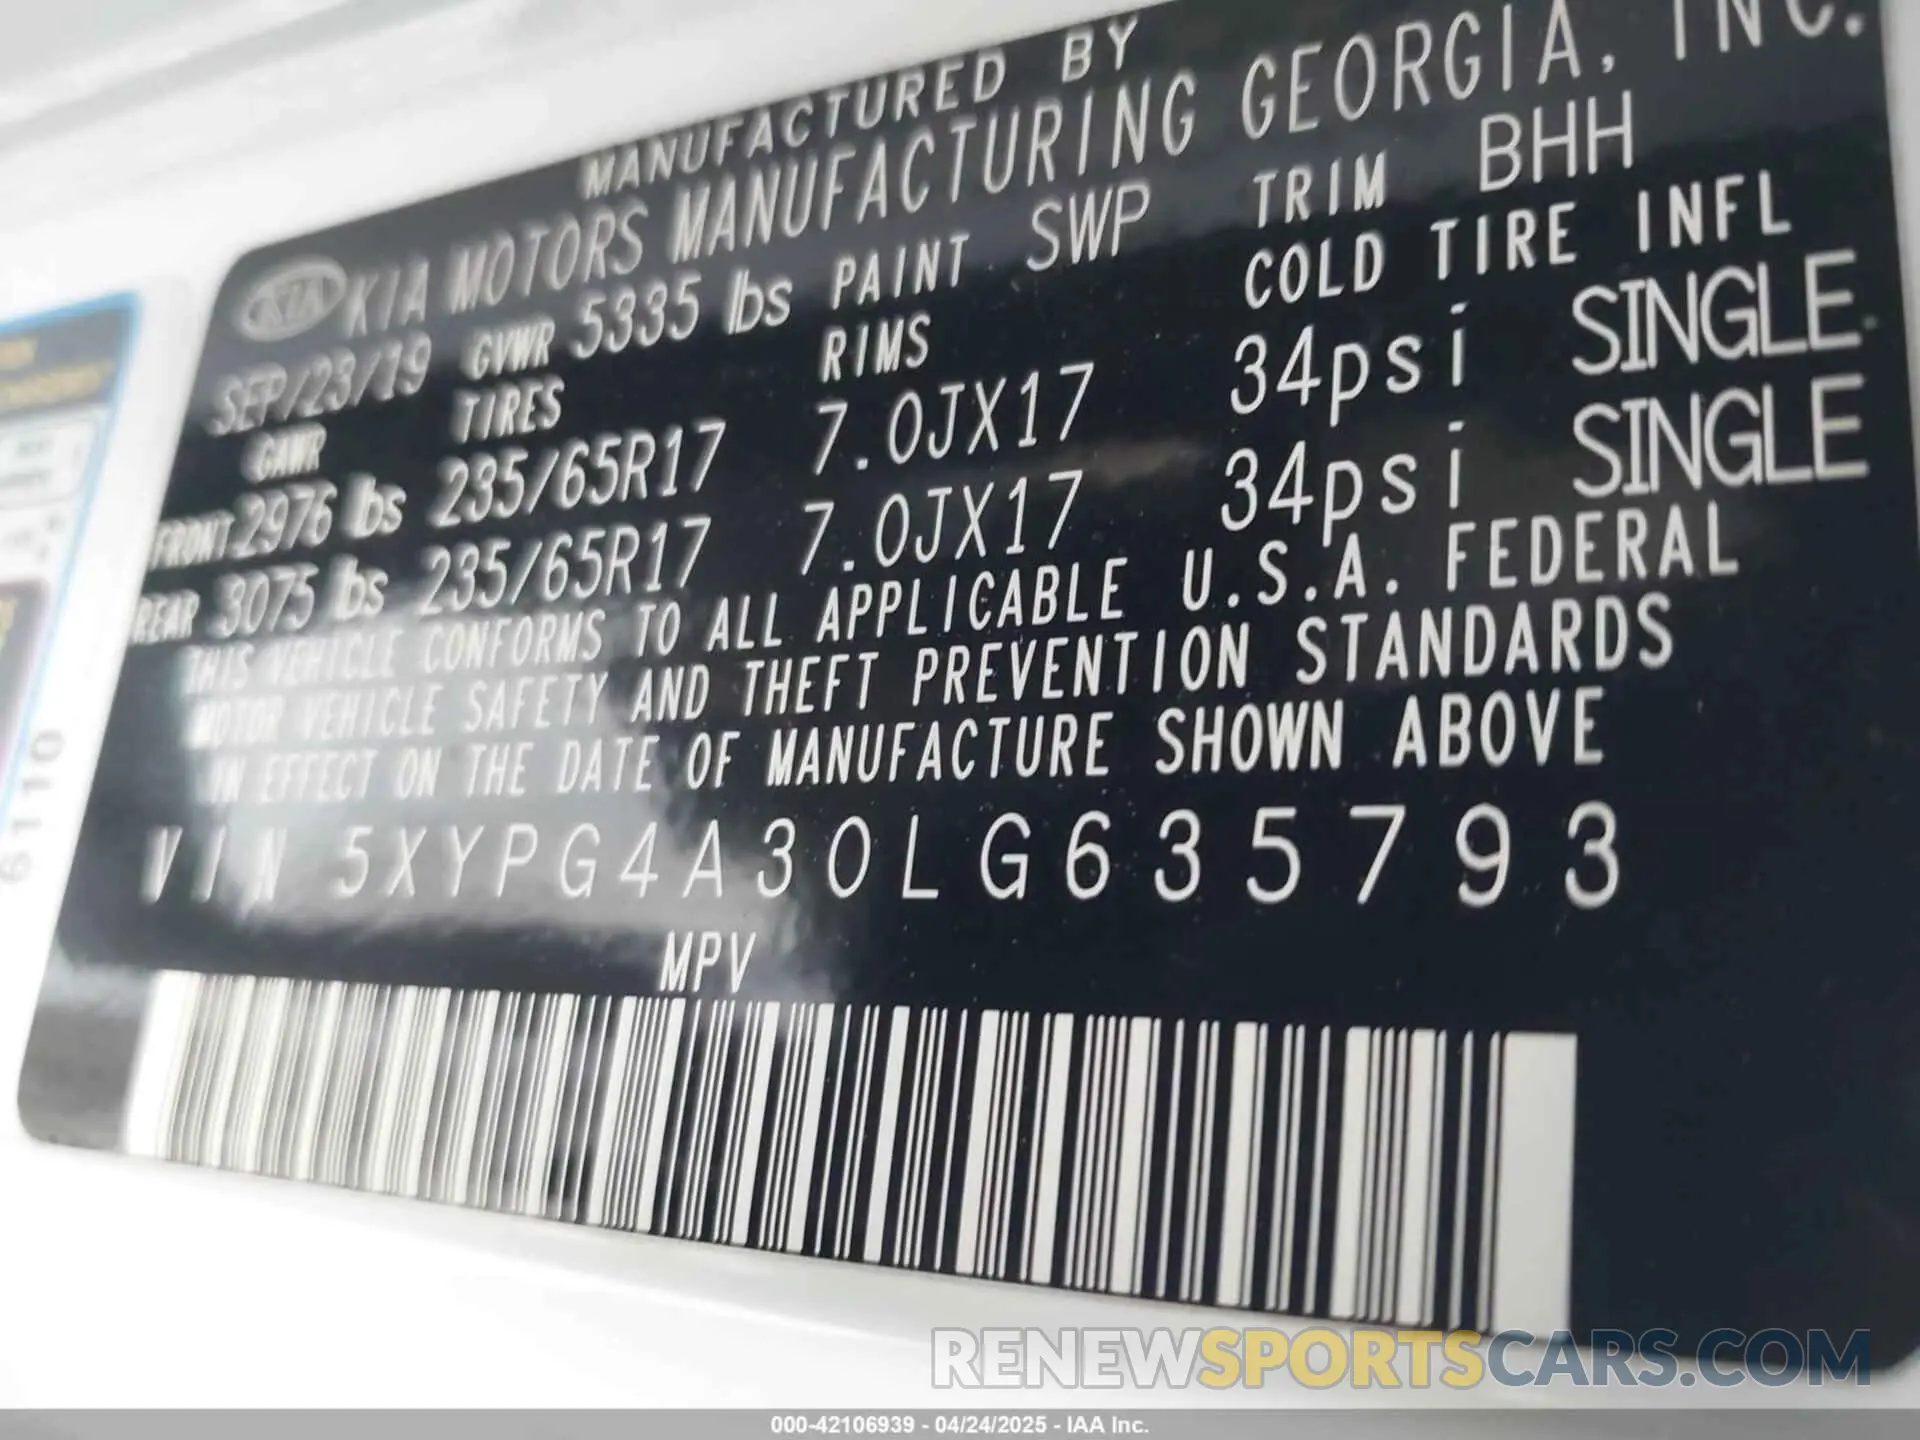 MANUFACTURED BY
KIA KIA MOTORS MANUFACTURING GEORGIA, INC.
SEP/23/19 GVWR 5335 lbs PAINT SWP TRIM BHH
GAWR TIRES RIMS COLD TIRE INFL
FRONT 2976 lbs 235/65R17 7.0JX17 34psi SINGLE
REAR 3075 lbs 235/65R17 7.0JX17 34psi SINGLE
THIS VEHICLE CONFORMS TO ALL APPLICABLE U.S.A. FEDERAL
MOTOR VEHICLE SAFETY AND THEFT PREVENTION STANDARDS
IN EFFECT ON THE DATE OF MANUFACTURE SHOWN ABOVE
VIN 5XYPG4A30LG635793
MPV
6110
RENEWSPORTSCARS.COM
000-42106939 - 04/24/2025 - IAA Inc.